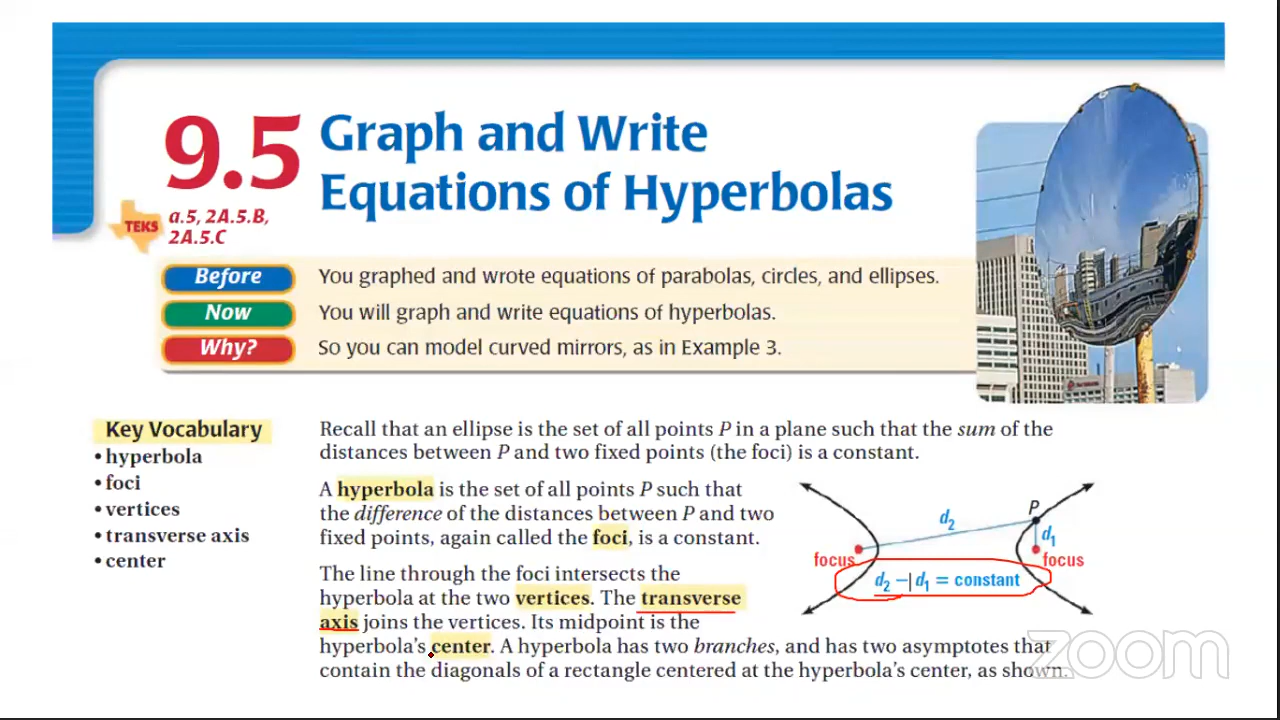 9.5 Graph and Write
Equations of Hyperbolas
TEKS
a.5, 2A.5.B,
2A.5.C
Before You graphed and wrote equations of parabolas, circles, and ellipses.
Now You will graph and write equations of hyperbolas.
Why? So you can model curved mirrors, as in Example 3.
Key Vocabulary
• hyperbola
• foci
• vertices
• transverse axis
• center
Recall that an ellipse is the set of all points P in a plane such that the sum of the
distances between P and two fixed points (the foci) is a constant.
A hyperbola is the set of all points P such that
the difference of the distances between P and two
fixed points, again called the foci, is a constant.
The line through the foci intersects the
hyperbola at the two vertices. The transverse
axis joins the vertices. Its midpoint is the
hyperbola's center. A hyperbola has two branches, and has two asymptotes that
contain the diagonals of a rectangle centered at the hyperbola's center, as shown.
P
d2
d1
focus
focus
d2 − d1 = constant
zoom